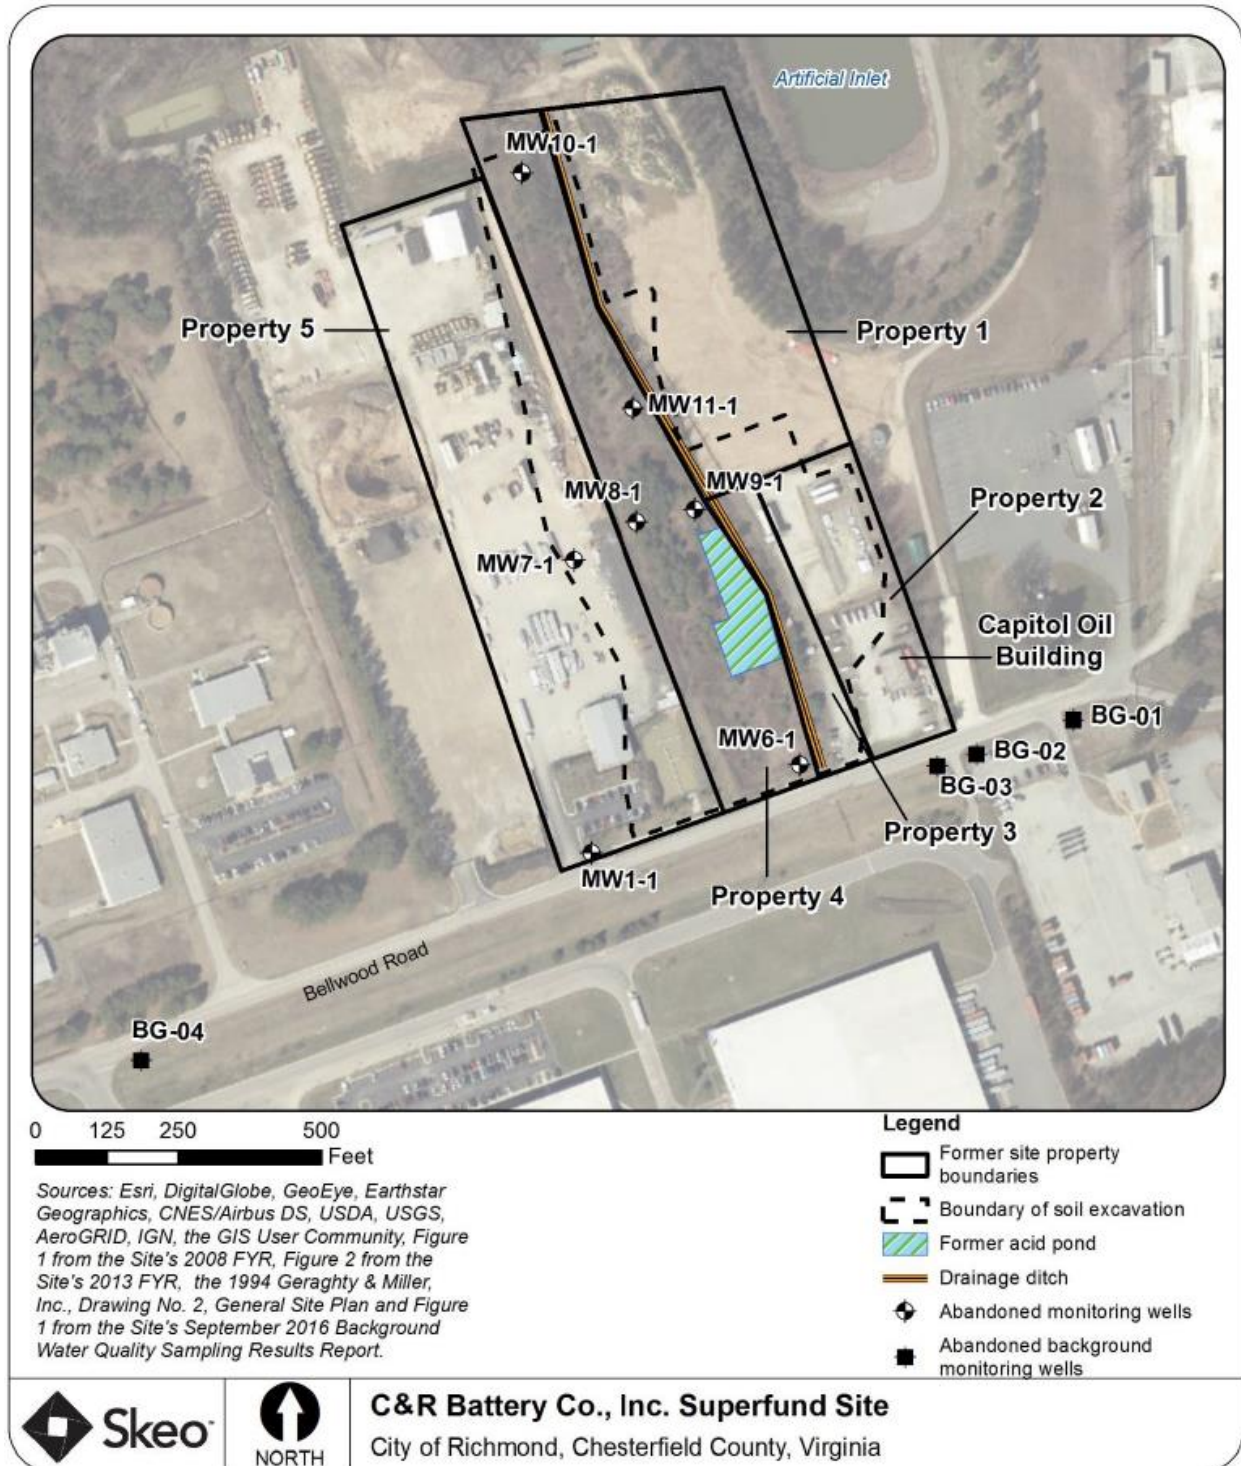 Artificial Inlet
MW10-1
Property 5
Property 1
MW11-1
MW9-1
MW8-1
Property 2
MW7-1
Capitol Oil
Building
BG-01
MW6-1
BG-02
BG-03
Property 3
MW1-1
Property 4
Bellwood Road
BG-04
0 125 250 500
Feet
Sources: Esri, DigitalGlobe, GeoEye, Earthstar
Geographics, CNES/Airbus DS, USDA, USGS,
AeroGRID, IGN, the GIS User Community, Figure
1 from the Site's 2008 FYR, Figure 2 from the
Site's 2013 FYR, the 1994 Geraghty & Miller,
Inc., Drawing No. 2, General Site Plan and Figure
1 from the Site's September 2016 Background
Water Quality Sampling Results Report.
Legend
Former site property
boundaries
Boundary of soil excavation
Former acid pond
Drainage ditch
Abandoned monitoring wells
Abandoned background
monitoring wells
Skeo
NORTH
C&R Battery Co., Inc. Superfund Site
City of Richmond, Chesterfield County, Virginia